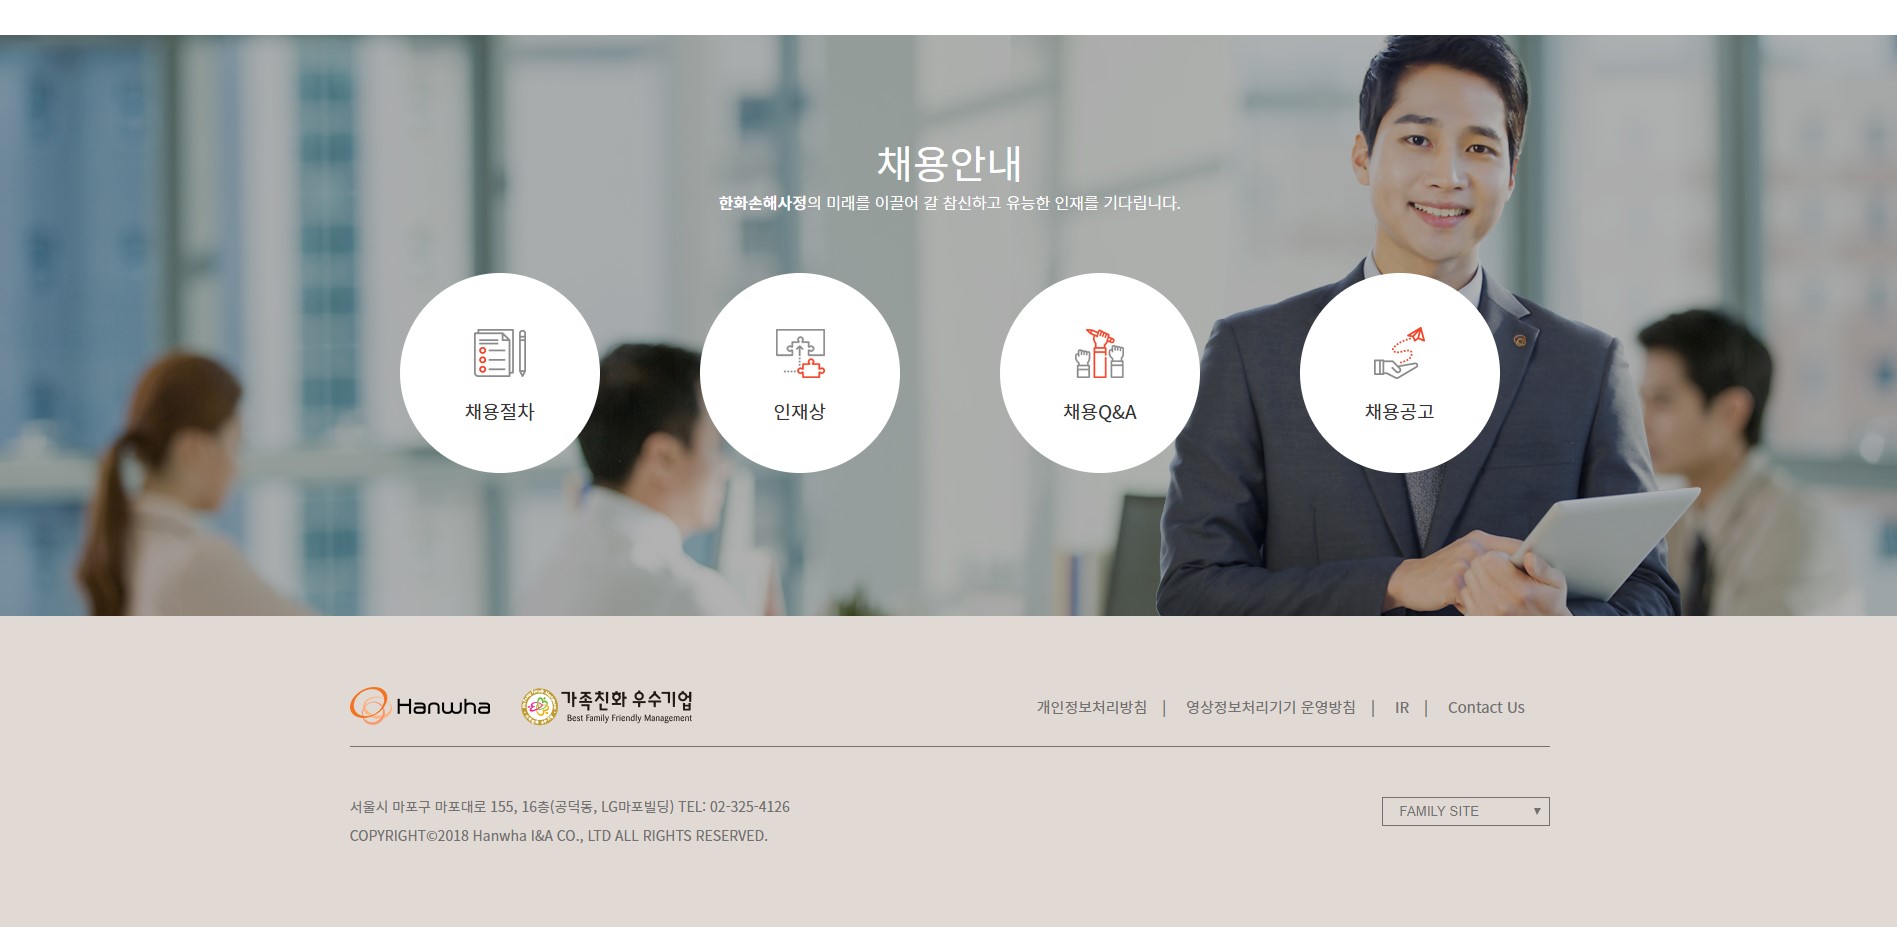 채용안내
한화손해사정의 미래를 이끌어 갈 참신하고 유능한 인재를 기다립니다.
채용절차
인재상
채용Q&A
채용공고
Hanwha
가족친화 우수기업
Best Family Friendly Management
개인정보처리방침 | 영상정보처리기기 운영방침 | IR | Contact Us
서울시 마포구 마포대로 155, 16층(공덕동, LG마포빌딩) TEL: 02-325-4126
FAMILY SITE ▼
COPYRIGHT©2018 Hanwha I&A CO., LTD ALL RIGHTS RESERVED.